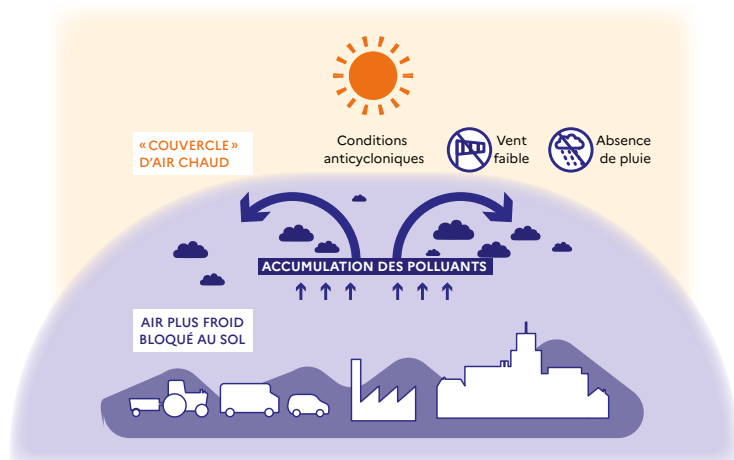 « COUVERCLE »
D'AIR CHAUD
Conditions
anticycloniques
Vent
faible
Absence
de pluie
ACCUMULATION DES POLLUANTS
AIR PLUS FROID
BLOQUÉ AU SOL